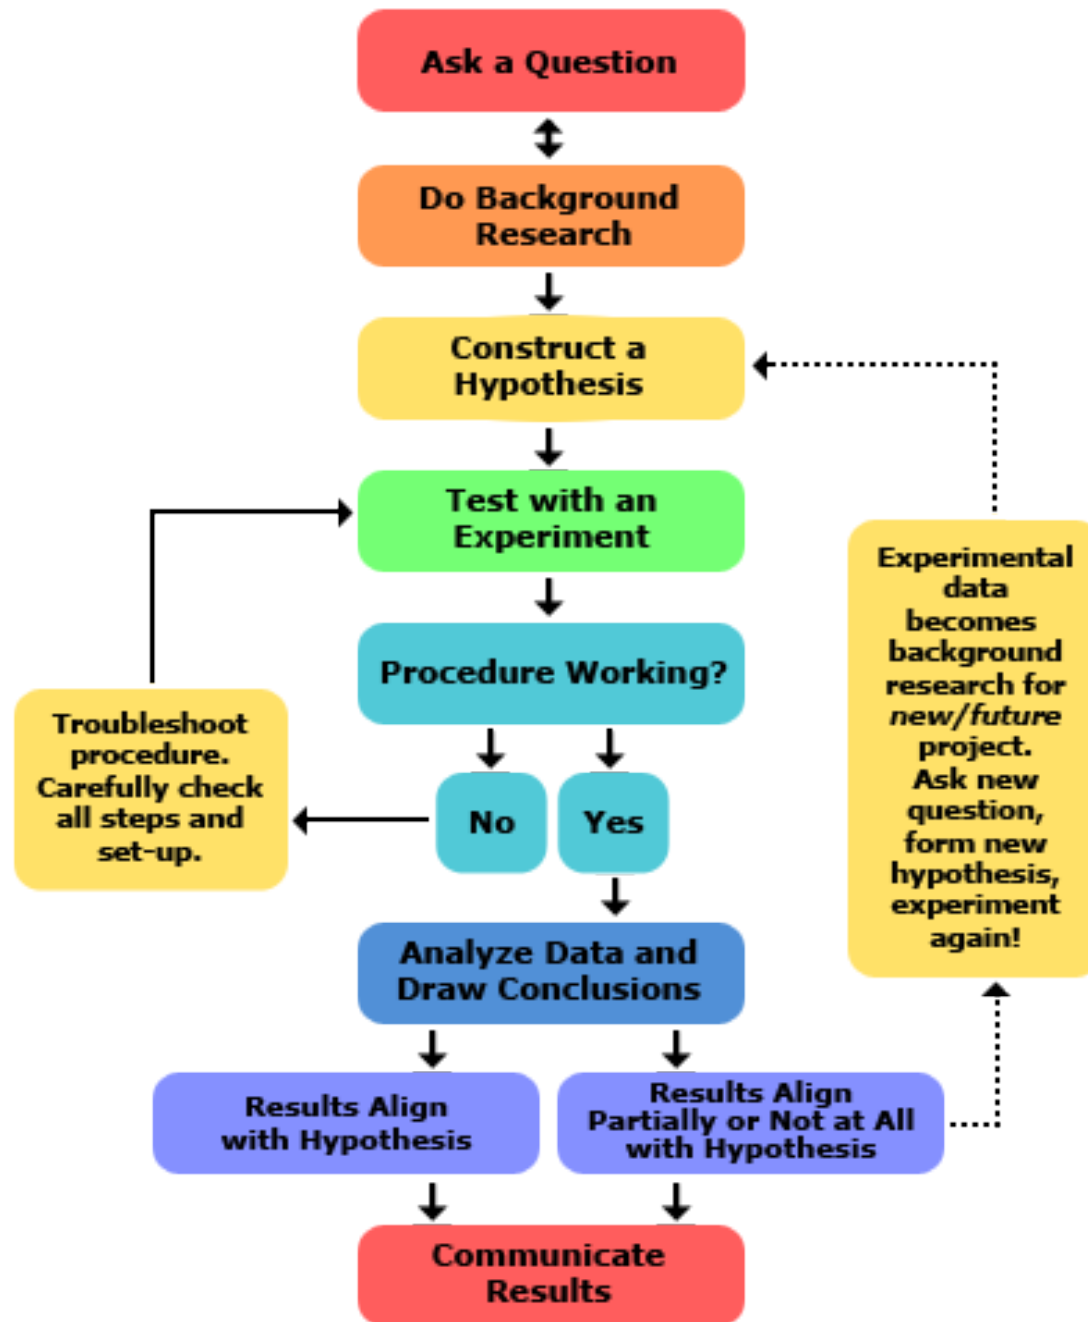 Ask a Question
Do Background
Research
Construct a
Hypothesis
Test with an
Experiment
Procedure Working?
No
Yes
Troubleshoot
procedure.
Carefully check
all steps and
set-up.
Experimental
data
becomes
background
research for
new/future
project.
Ask new
question,
form new
hypothesis,
experiment
again!
Analyze Data and
Draw Conclusions
Results Align
with Hypothesis
Results Align
Partially or Not at All
with Hypothesis
Communicate
Results